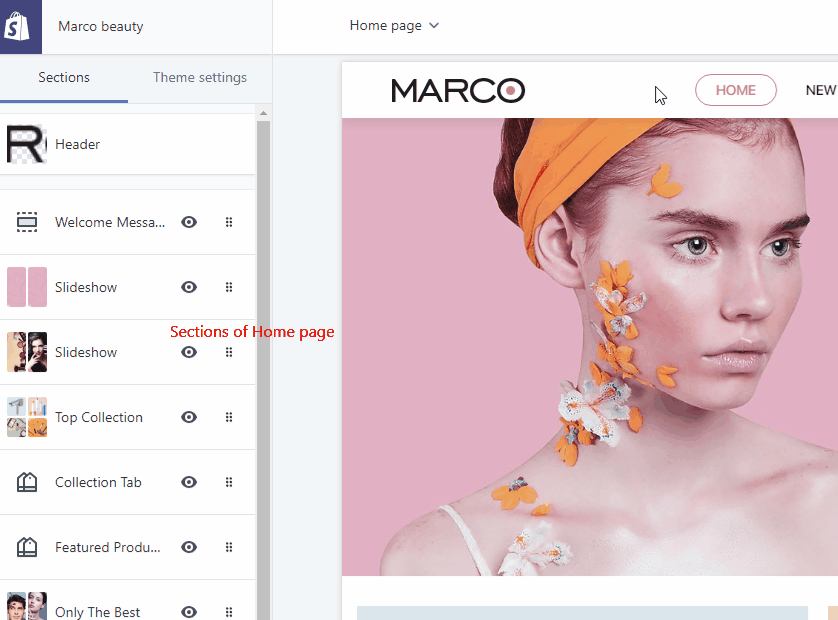 Marco beauty
Home page
Sections
Theme settings
MARCO
HOME
NEW
Header
Welcome Messa...
Slideshow
Sections of Home page
Slideshow
Top Collection
Collection Tab
Featured Produ...
Only The Best